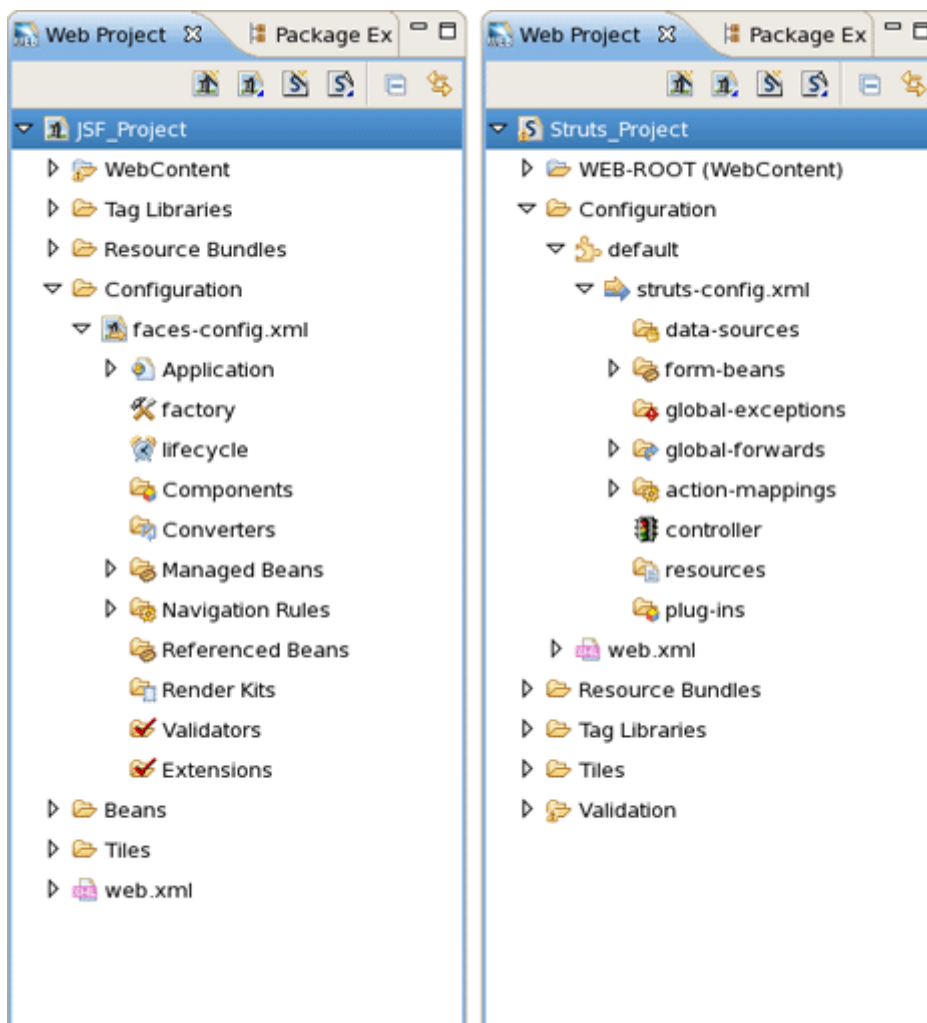 Web Project
Package Ex
JSF_Project
WebContent
Tag Libraries
Resource Bundles
Configuration
faces-config.xml
Application
factory
lifecycle
Components
Converters
Managed Beans
Navigation Rules
Referenced Beans
Render Kits
Validators
Extensions
Beans
Tiles
web.xml
Web Project
Package Ex
Struts_Project
WEB-ROOT (WebContent)
Configuration
default
struts-config.xml
data-sources
form-beans
global-exceptions
global-forwards
action-mappings
controller
resources
plug-ins
web.xml
Resource Bundles
Tag Libraries
Tiles
Validation